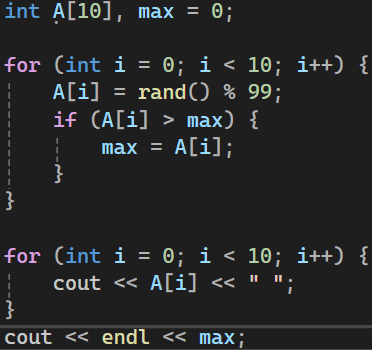 int A[10], max = 0;
for (int i = 0; i < 10; i++) {
A[i] = rand() % 99;
if (A[i] > max) {
max = A[i];
}
}
for (int i = 0; i < 10; i++) {
cout << A[i] << " ";
}
cout << endl << max;